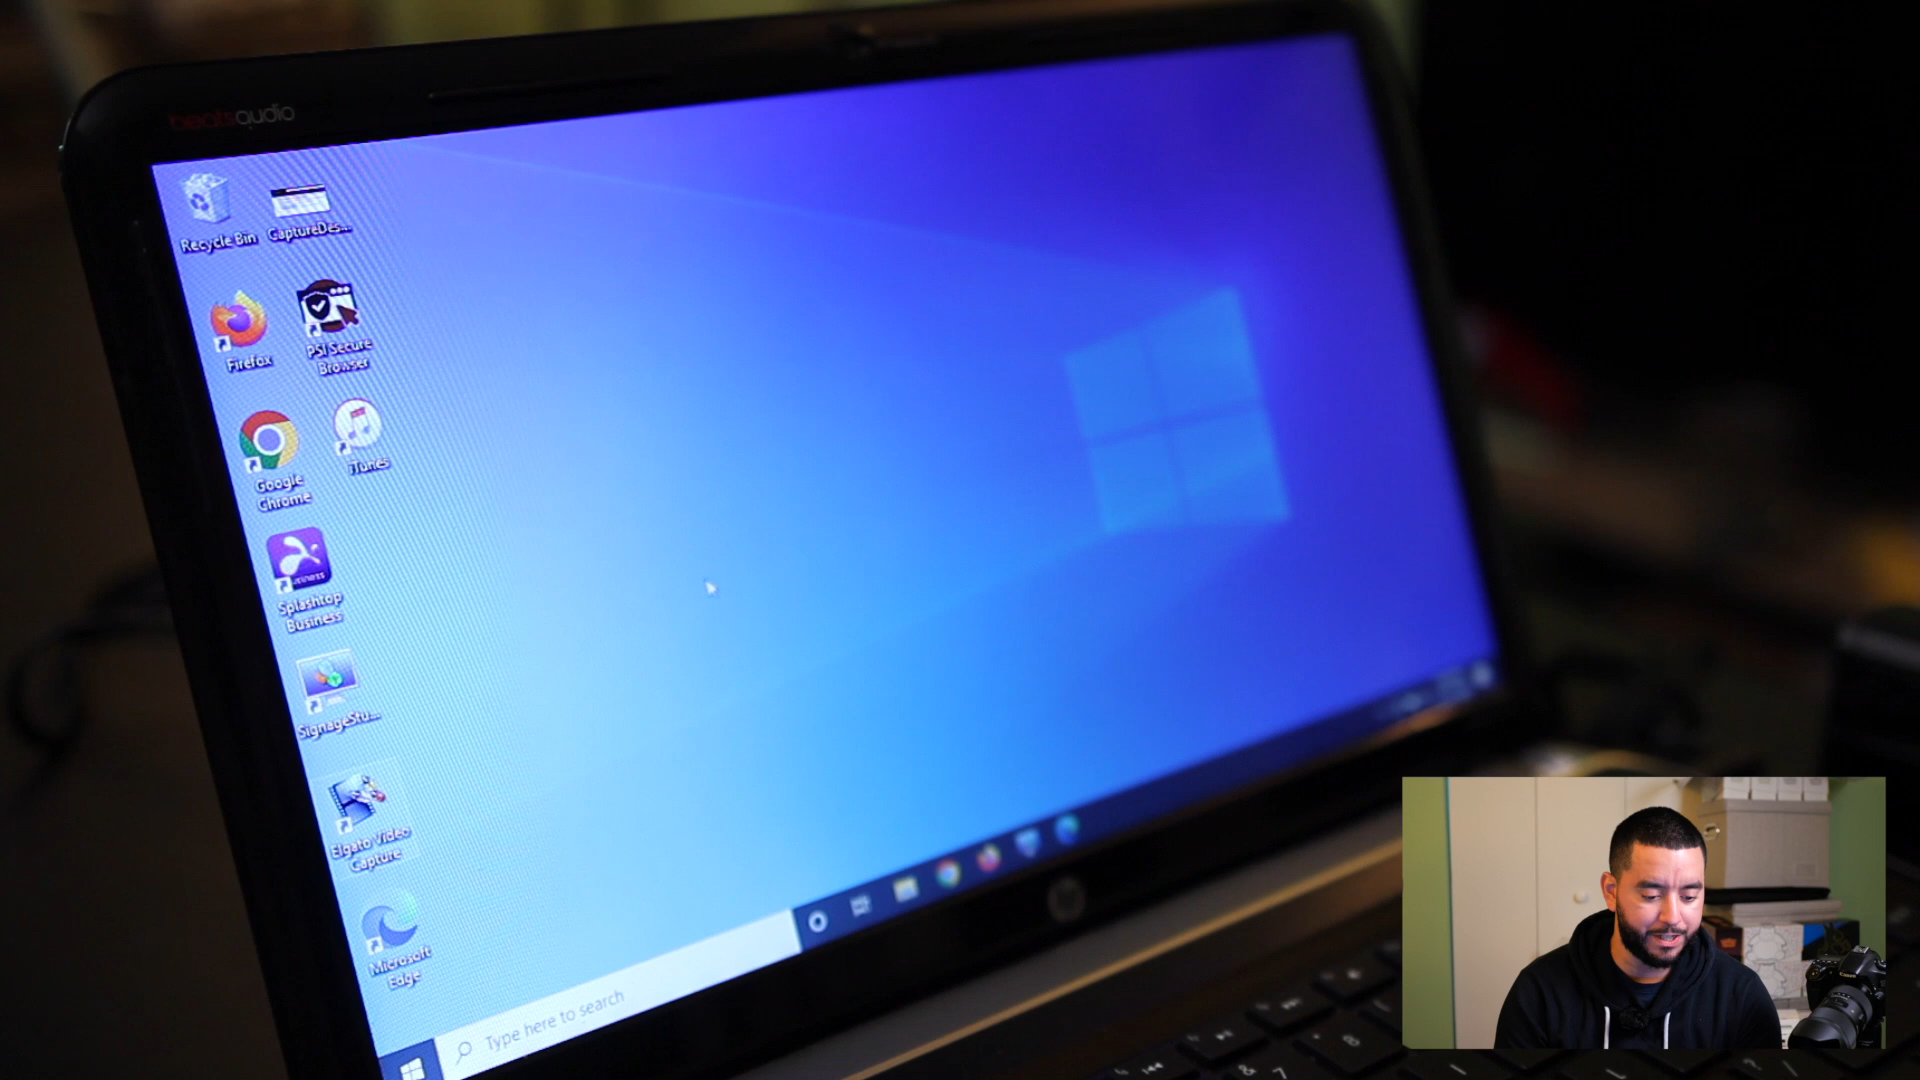 beatsaudio
Recycle Bin
CaptureDes...
Firefox
PSI Secure
Browser
Google
Chrome
iTunes
Splashtop
Business
SignageStu...
Elgato Video
Capture
Microsoft
Edge
Type here to search